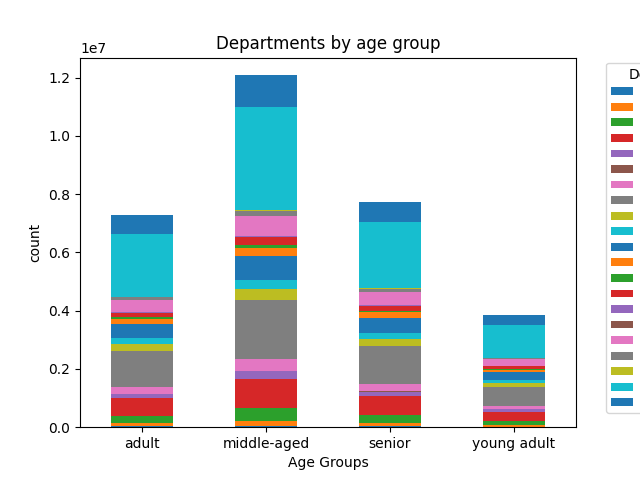 Departments by age group
1e7
De
1.2
1.0
0.8
0.6
0.4
0.2
0.0
count
adult middle-aged senior young adult
Age Groups